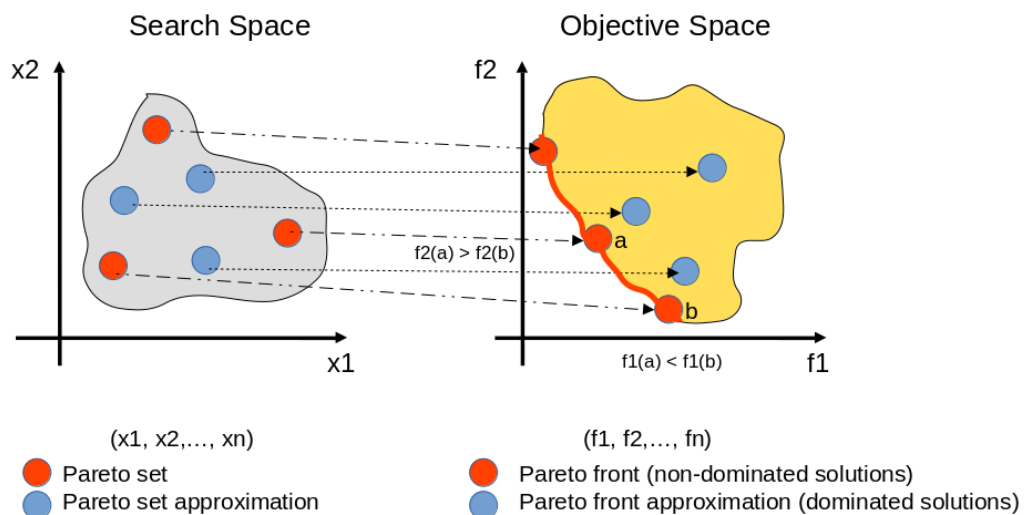 Search Space
Objective Space
x2
f2
a
f2(a) > f2(b)
b
x1
f1(a) < f1(b)
f1
(x1, x2,..., xn)
(f1, f2,..., fn)
Pareto set
Pareto front (non-dominated solutions)
Pareto set approximation
Pareto front approximation (dominated solutions)